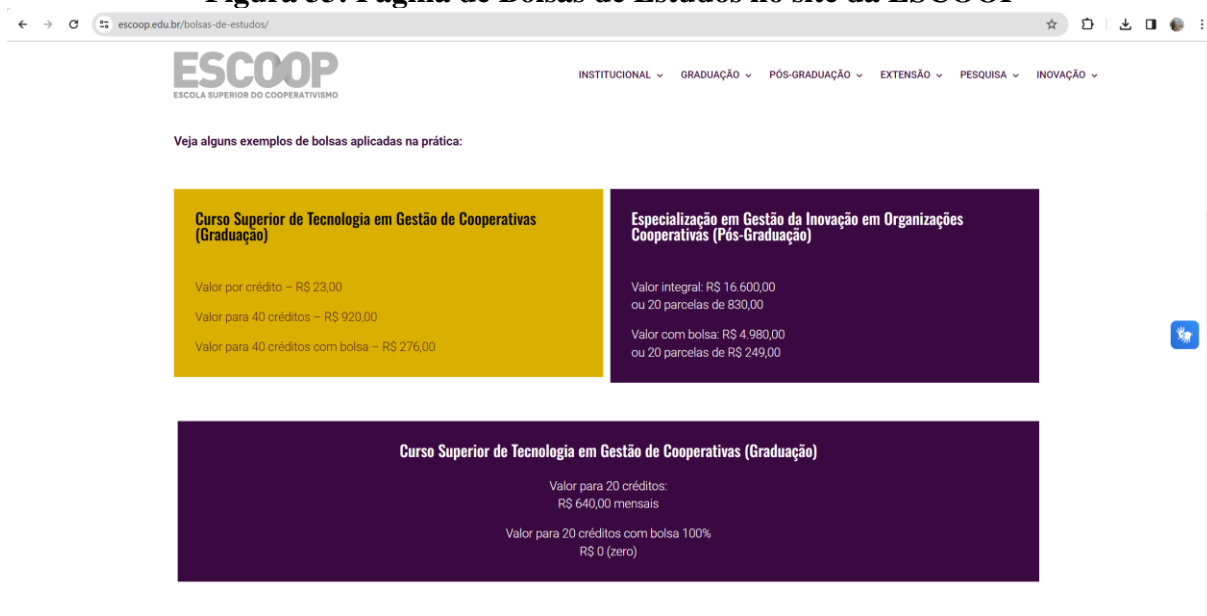 Figura 35: Página de Bolsas de Estudos no site da ESCOOP
escoop.edu.br/bolsas-de-estudos/
ESCOOP
ESCOLA SUPERIOR DO COOPERATIVISMO
INSTITUCIONAL GRADUAÇÃO PÓS-GRADUAÇÃO EXTENSÃO PESQUISA INOVAÇÃO
Veja alguns exemplos de bolsas aplicadas na prática:
Curso Superior de Tecnologia em Gestão de Cooperativas
(Graduação)
Valor por crédito – R$ 23,00
Valor para 40 créditos – R$ 920,00
Valor para 40 créditos com bolsa – R$ 276,00
Especialização em Gestão da Inovação em Organizações
Cooperativas (Pós-Graduação)
Valor integral: R$ 16.600,00
ou 20 parcelas de 830,00
Valor com bolsa: R$ 4.980,00
ou 20 parcelas de R$ 249,00
Curso Superior de Tecnologia em Gestão de Cooperativas (Graduação)
Valor para 20 créditos:
R$ 640,00 mensais
Valor para 20 créditos com bolsa 100%
R$ 0 (zero)